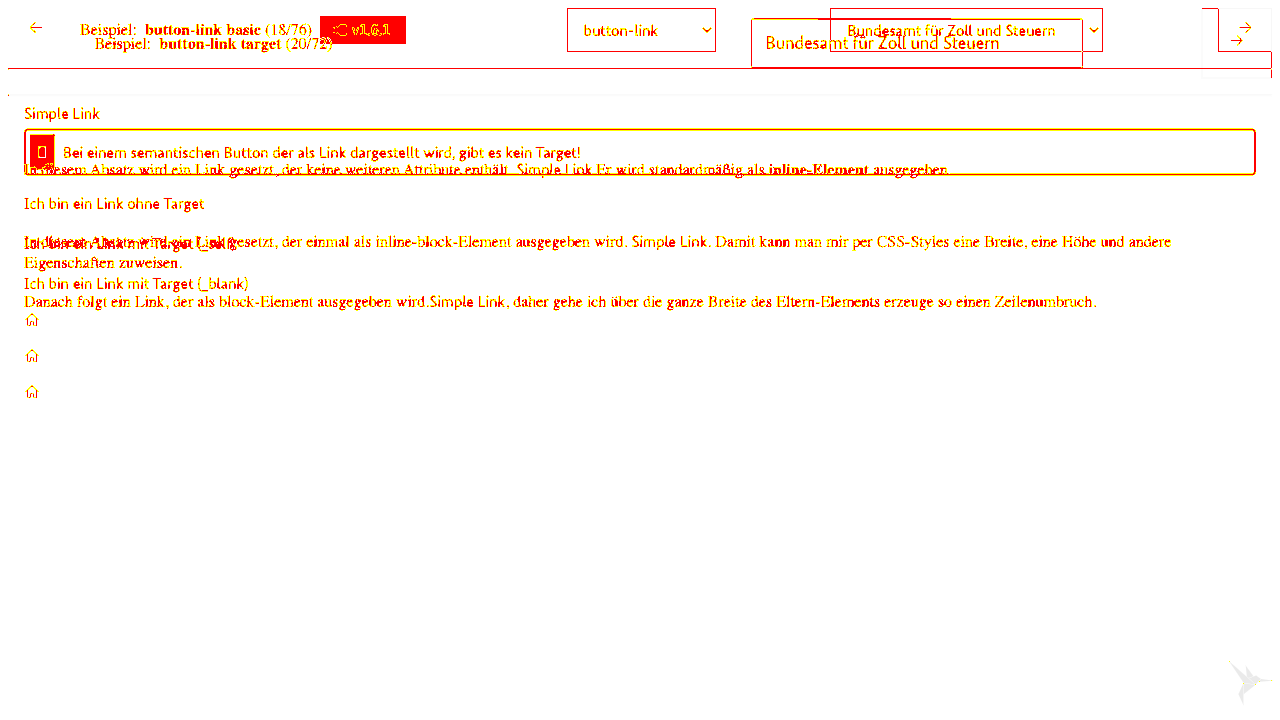 Beispiel: button-link basic (18/76) v1.6.1 button-link Bundesamt für Zoll und Steuern
Beispiel: button-link target (20/72) Bundesamt für Zoll und Steuern
Simple Link
Bei einem semantischen Button der als Link dargestellt wird, gibt es kein Target!
In diesem Absatz wird ein Link gesetzt, der keine weiteren Attribute enthält. Simple Link Er wird standardmäßig als inline-Element ausgegeben
Ich bin ein Link ohne Target
In diesem Absatz wird ein Link gesetzt, der einmal als inline-block-Element ausgegeben wird. Simple Link. Damit kann man mir per CSS-Styles eine Breite, eine Höhe und andere
Ich bin ein Link mit Target (_self)
Eigenschaften zuweisen.
Ich bin ein Link mit Target (_blank)
Danach folgt ein Link, der als block-Element ausgegeben wird.Simple Link, daher gehe ich über die ganze Breite des Eltern-Elements erzeuge so einen Zeilenumbruch.